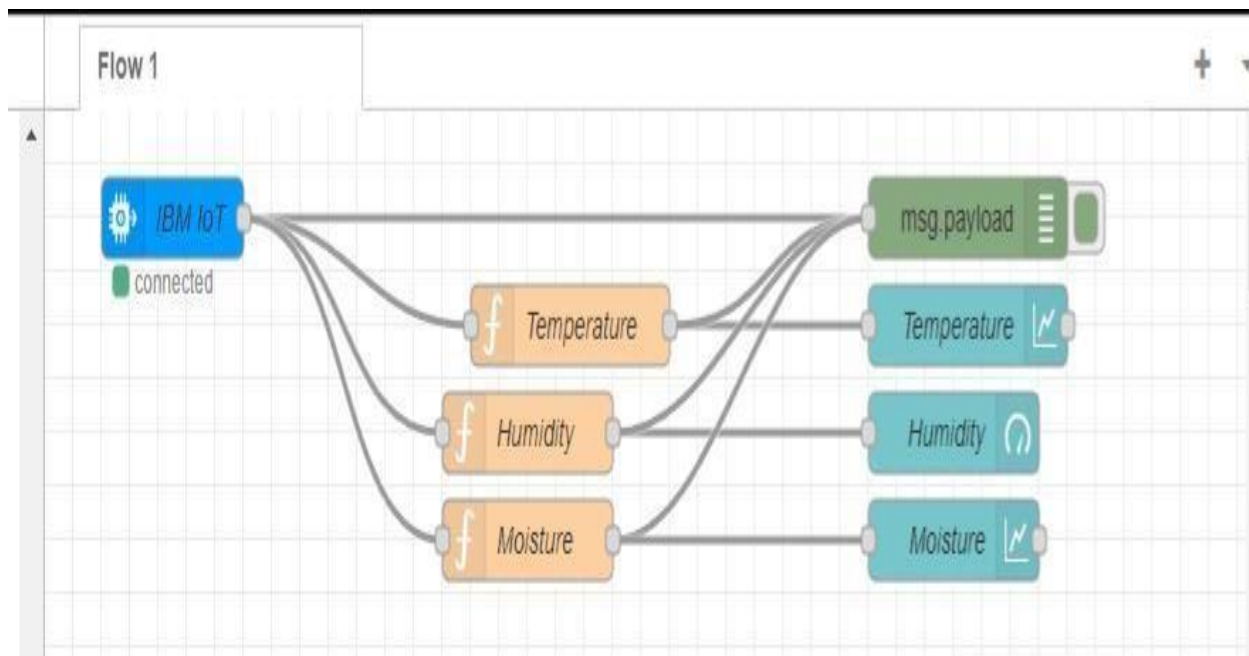 Flow 1
IBM IoT
msg.payload
connected
Temperature
Temperature
Humidity
Humidity
Moisture
Moisture